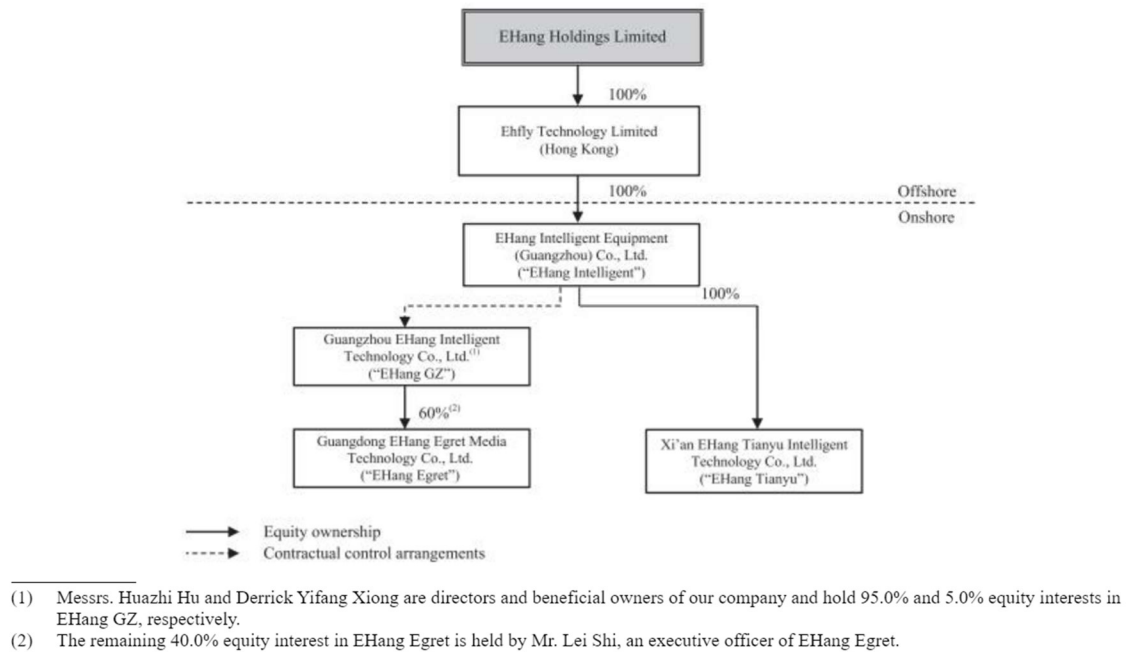 EHang Holdings Limited
100%
Ehfly Technology Limited
(Hong Kong)
100%
Offshore
Onshore
EHang Intelligent Equipment
(Guangzhou) Co., Ltd.
(“EHang Intelligent”)
100%
Guangzhou EHang Intelligent
Technology Co., Ltd.(1)
(“EHang GZ”)
60%(2)
Guangdong EHang Egret Media
Technology Co., Ltd.
(“EHang Egret”)
Xi’an EHang Tianyu Intelligent
Technology Co., Ltd.
(“EHang Tianyu”)
Equity ownership
Contractual control arrangements
(1) Messrs. Huazhi Hu and Derrick Yifang Xiong are directors and beneficial owners of our company and hold 95.0% and 5.0% equity interests in
EHang GZ, respectively.
(2) The remaining 40.0% equity interest in EHang Egret is held by Mr. Lei Shi, an executive officer of EHang Egret.